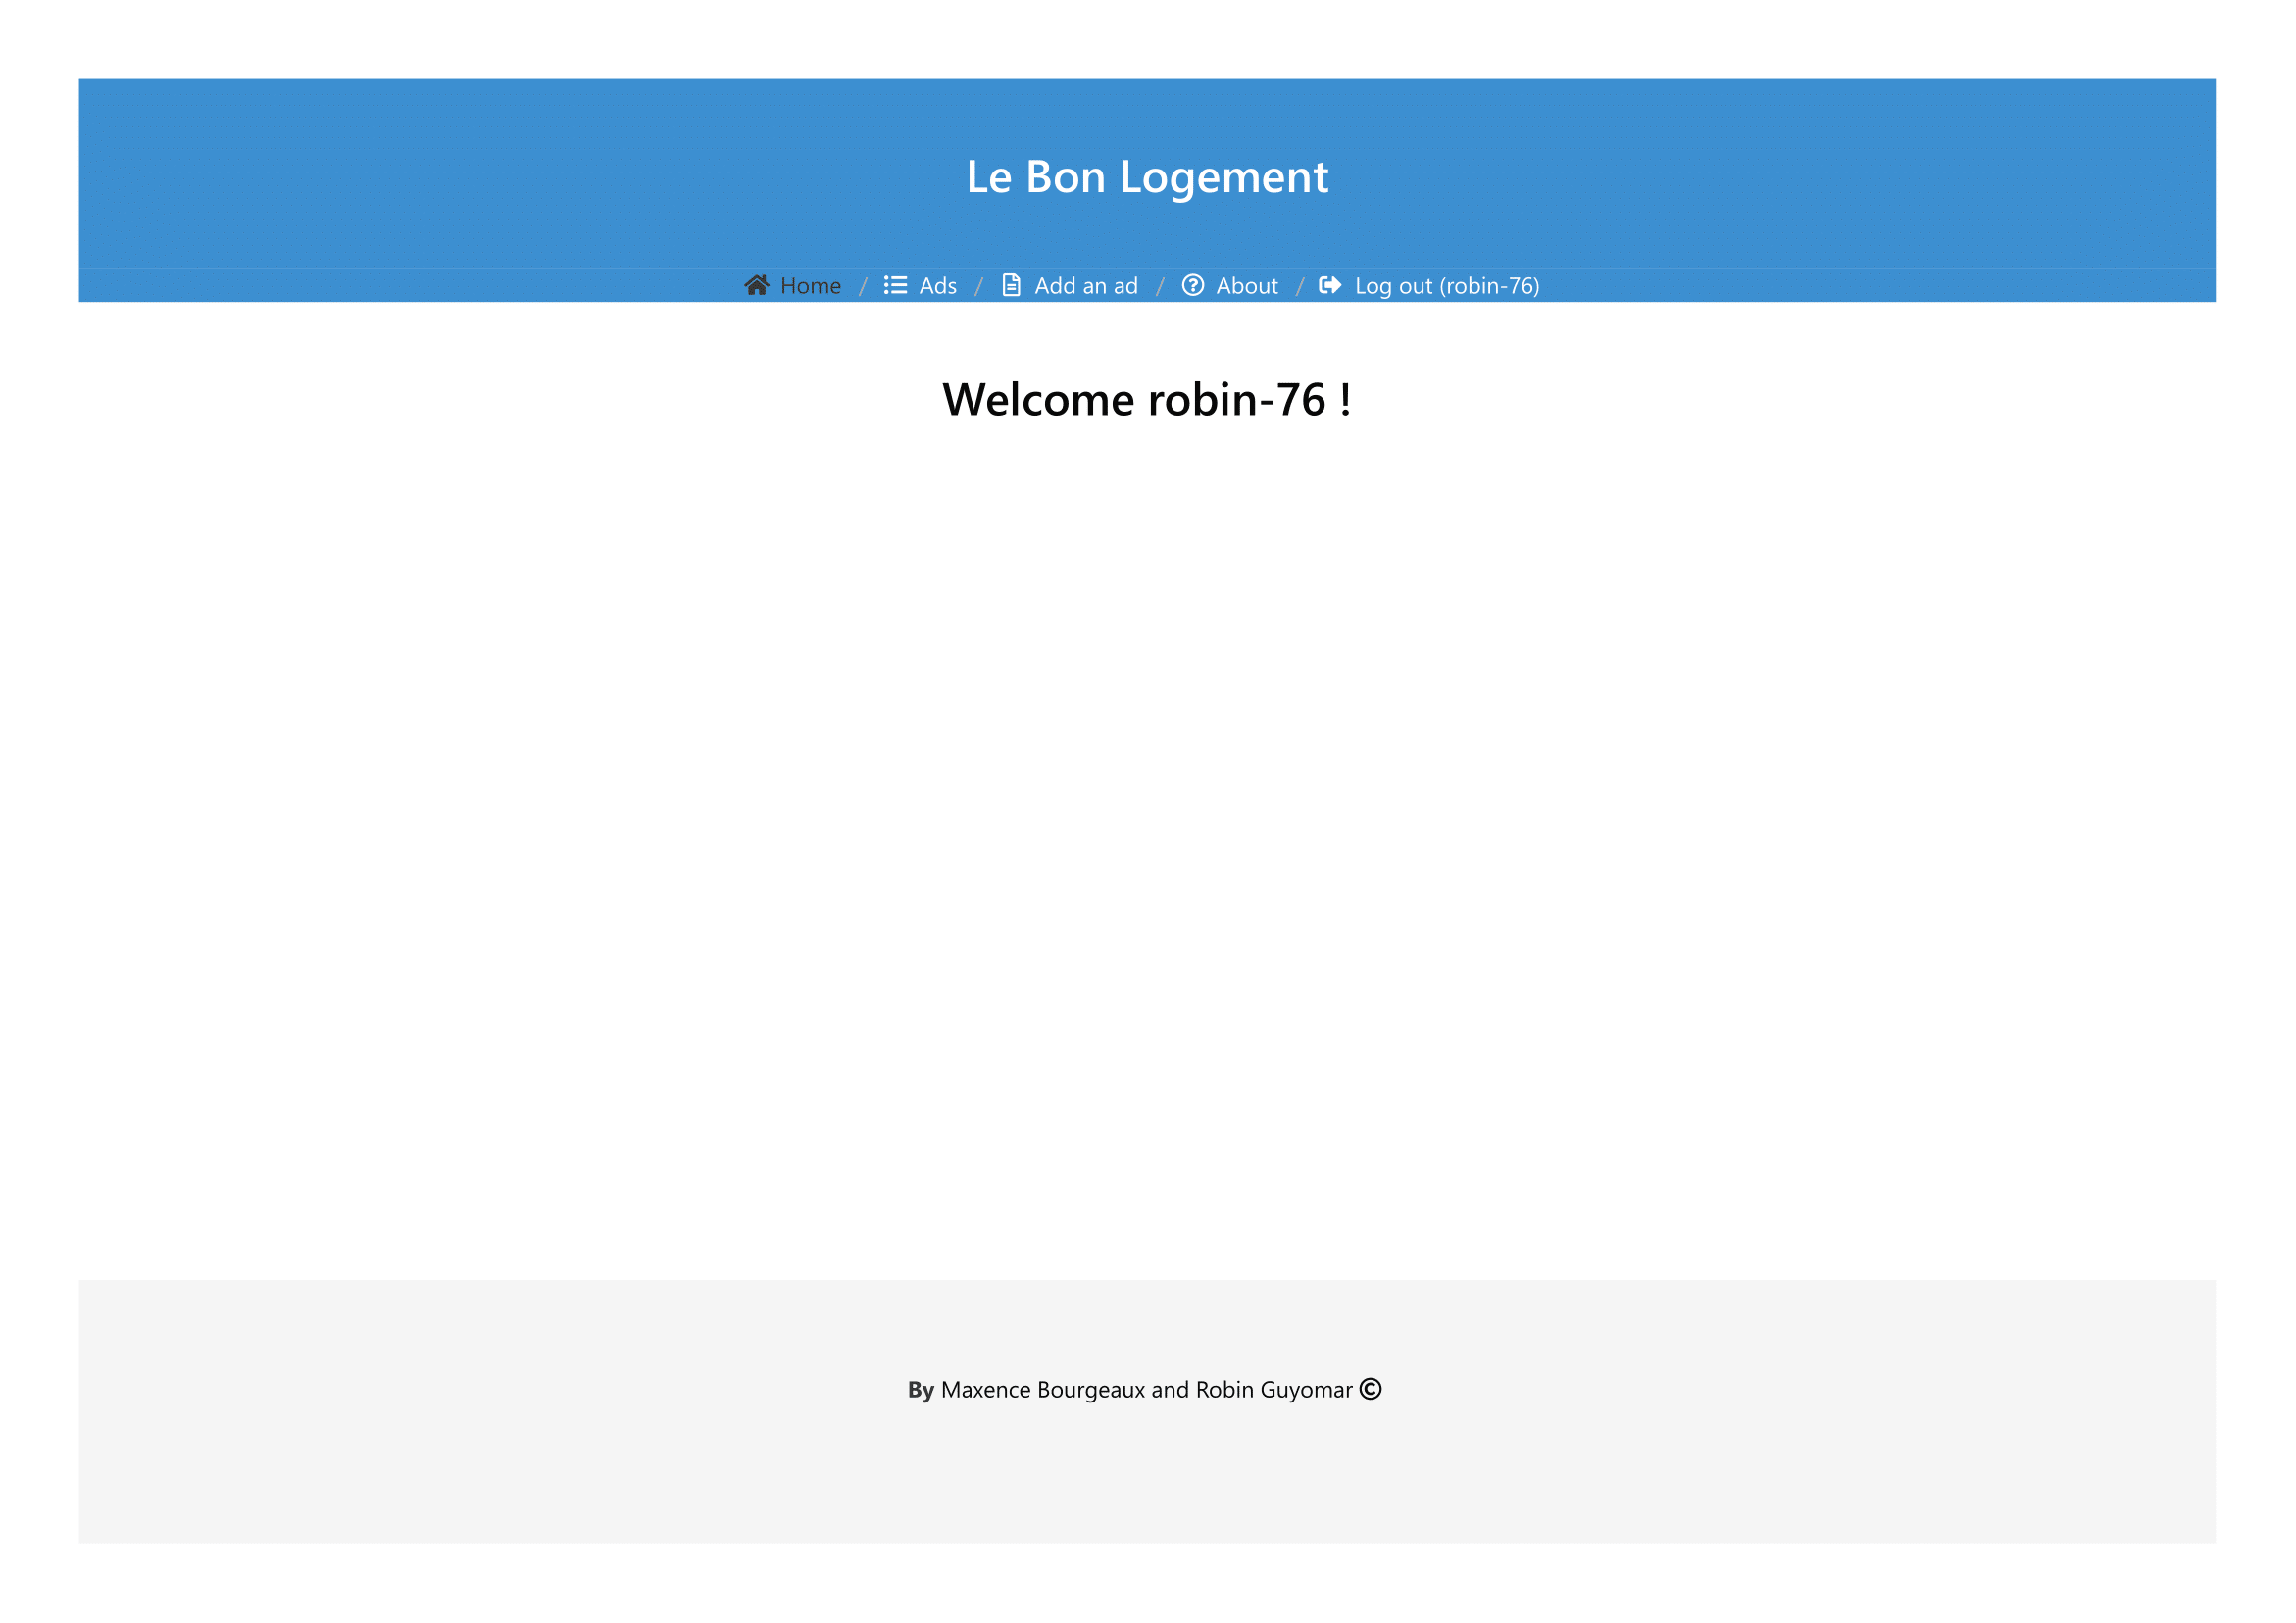 Le Bon Logement
Home / Ads / Add an ad / About / Log out (robin-76)
Welcome robin-76 !
By Maxence Bourgeaux and Robin Guyomar ©